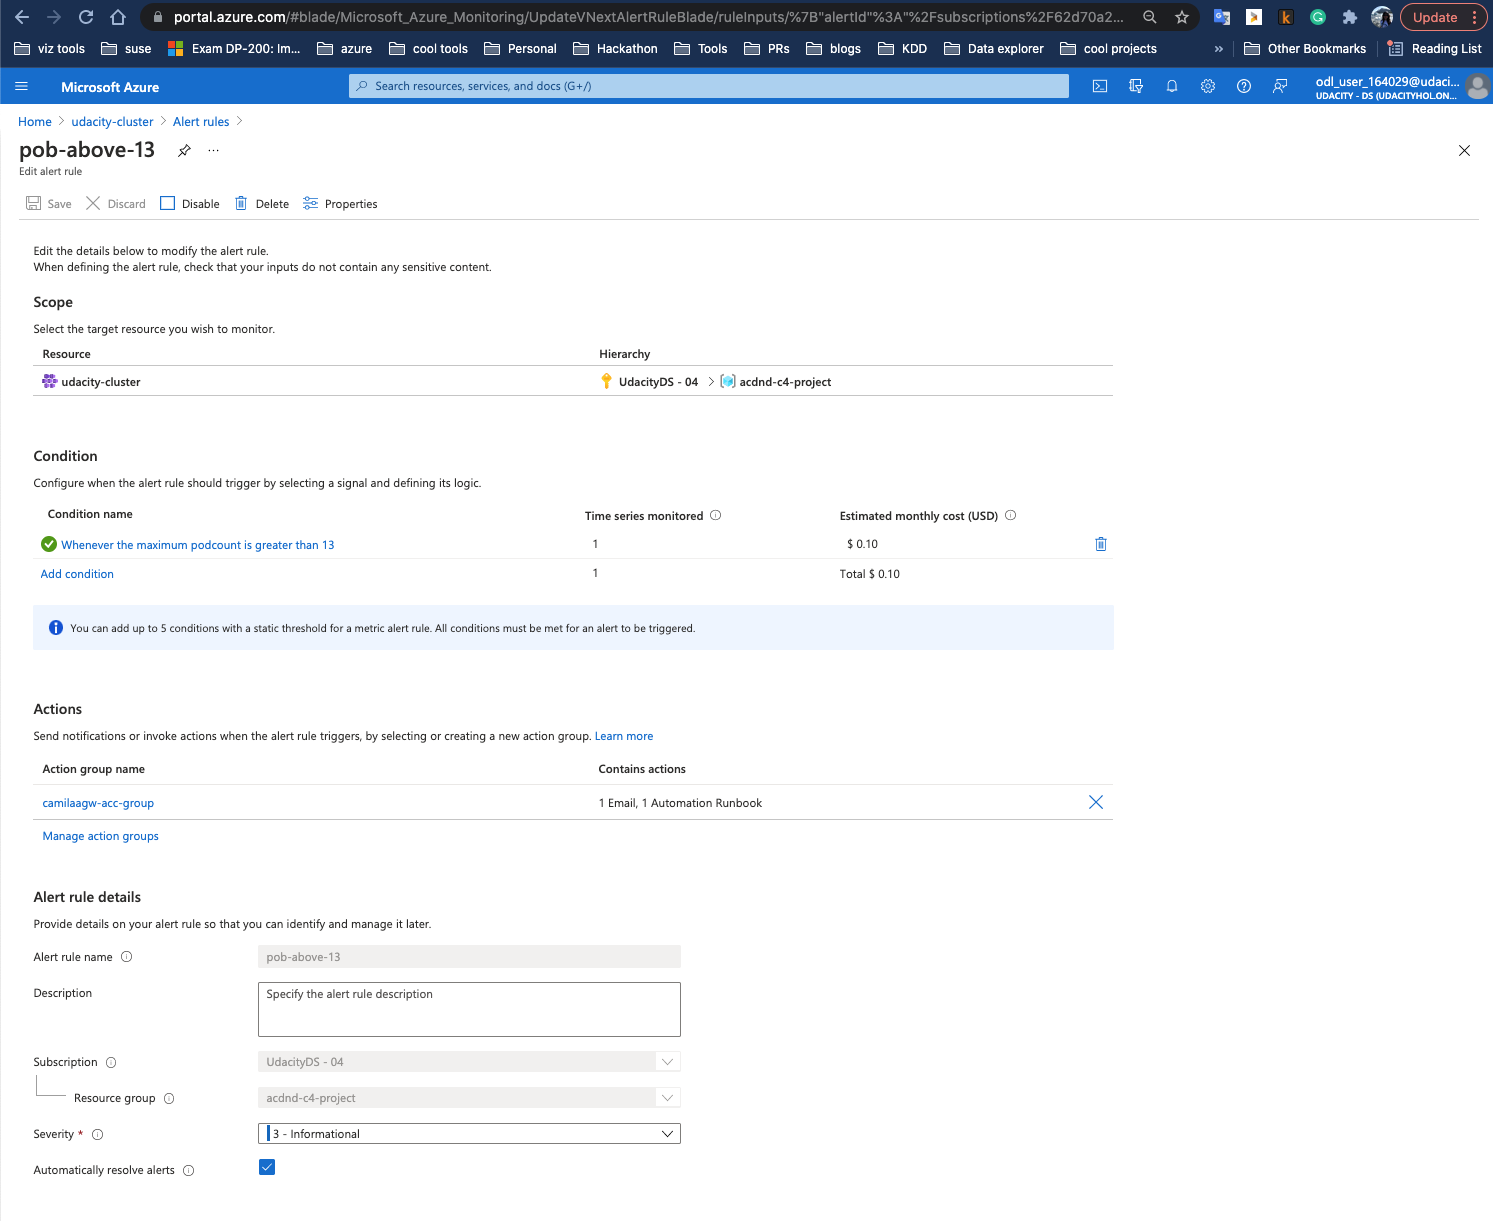 portal.azure.com/#blade/Microsoft_Azure_Monitoring/UpdateVNextAlertRuleBlade/ruleInputs/%7B"alertId"%3A"%2Fsubscriptions%2F62d70a2...
Update
viz tools
suse
Exam DP-200: Im...
azure
cool tools
Personal
Hackathon
Tools
PRs
blogs
KDD
Data explorer
cool projects
»
Other Bookmarks
Reading List
Microsoft Azure
Search resources, services, and docs (G+/)
odl_user_164029@udaci...
UDACITY - DS (UDACITYHOL.ON...
Home > udacity-cluster > Alert rules >
pob-above-13
...
Edit alert rule
Save
Discard
Disable
Delete
Properties
Edit the details below to modify the alert rule.
When defining the alert rule, check that your inputs do not contain any sensitive content.
Scope
Select the target resource you wish to monitor.
Resource
Hierarchy
udacity-cluster
UdacityDS - 04 > acdnd-c4-project
Condition
Configure when the alert rule should trigger by selecting a signal and defining its logic.
Condition name
Time series monitored
Estimated monthly cost (USD)
Whenever the maximum podcount is greater than 13
1
$ 0.10
Add condition
1
Total $ 0.10
You can add up to 5 conditions with a static threshold for a metric alert rule. All conditions must be met for an alert to be triggered.
Actions
Send notifications or invoke actions when the alert rule triggers, by selecting or creating a new action group. Learn more
Action group name
Contains actions
camilaagw-acc-group
1 Email, 1 Automation Runbook
Manage action groups
Alert rule details
Provide details on your alert rule so that you can identify and manage it later.
Alert rule name
pob-above-13
Description
Specify the alert rule description
Subscription
UdacityDS - 04
Resource group
acdnd-c4-project
Severity *
3 - Informational
Automatically resolve alerts